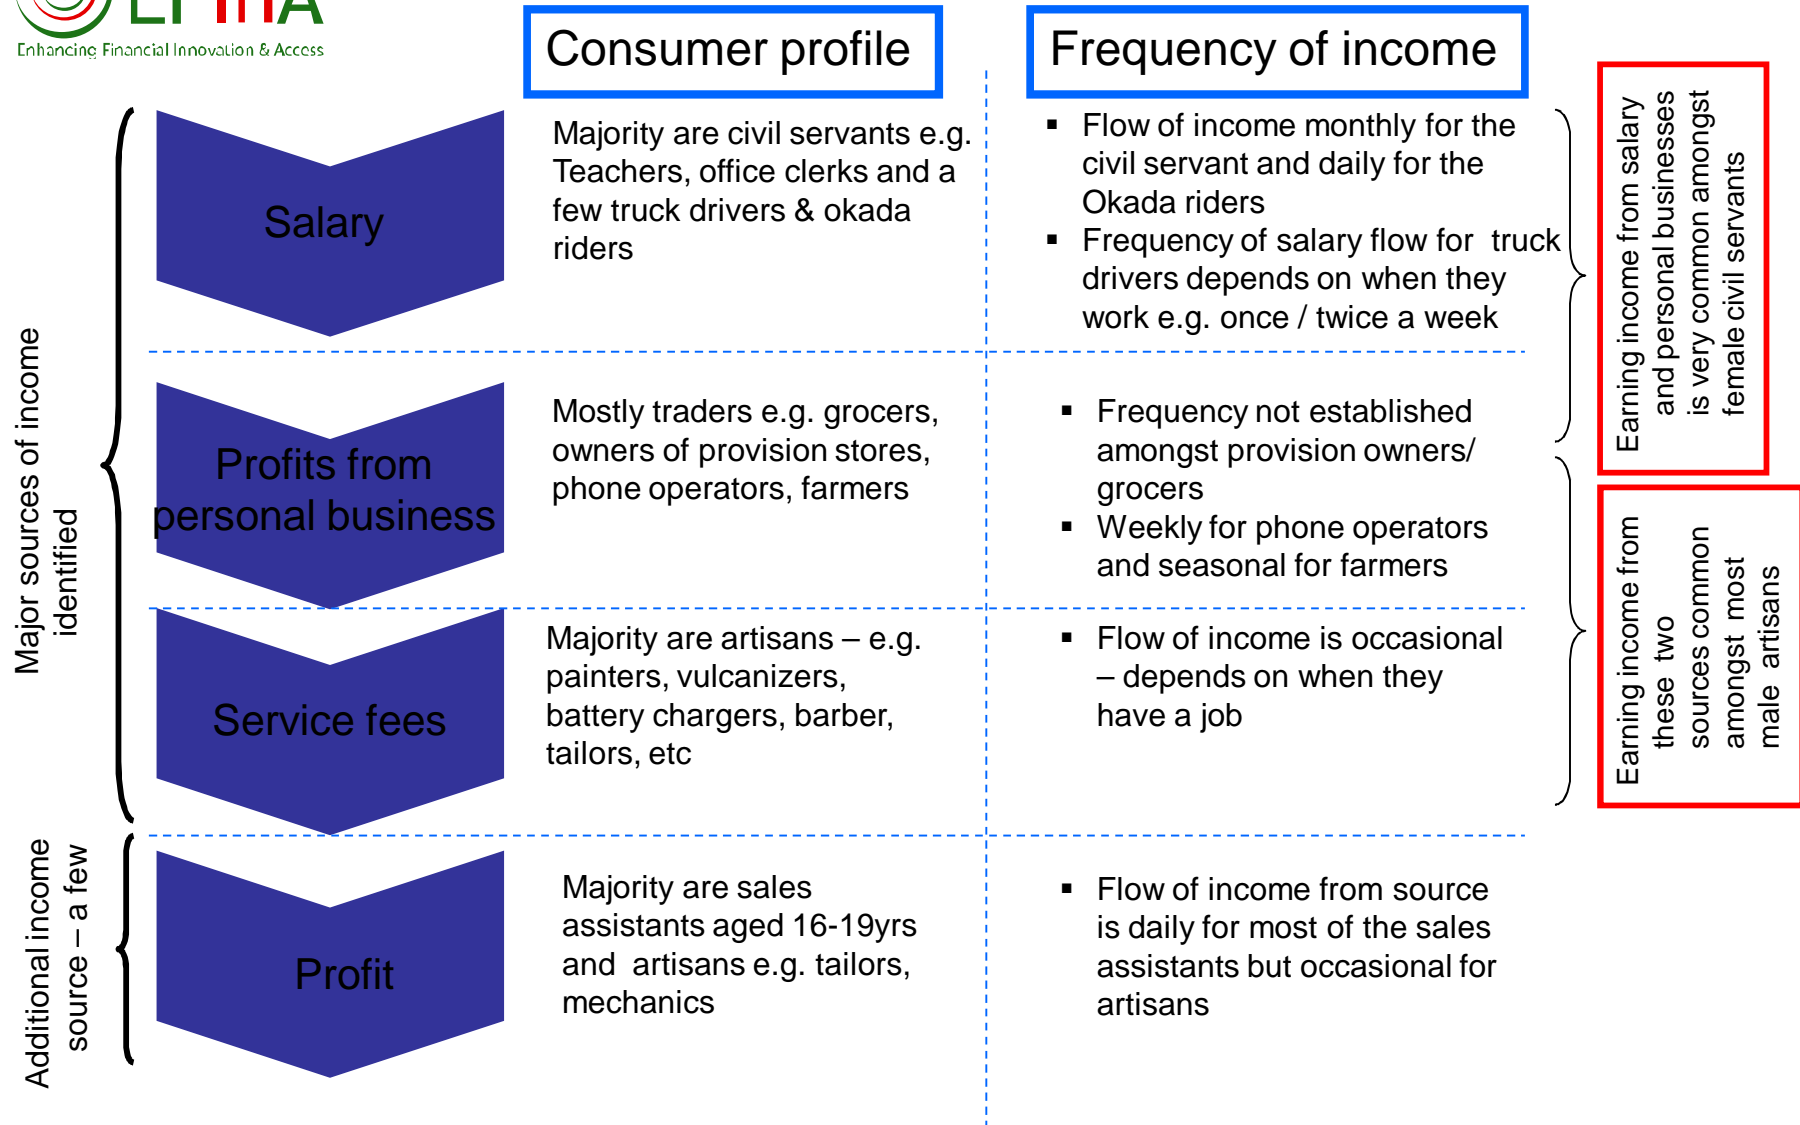 EFInA
Enhancing Financial Innovation & Access
Consumer profile
Frequency of income
Major sources of income
identified
Salary
Majority are civil servants e.g.
Teachers, office clerks and a
few truck drivers & okada
riders
▪ Flow of income monthly for the
civil servant and daily for the
Okada riders
▪ Frequency of salary flow for truck
drivers depends on when they
work e.g. once / twice a week
Earning income from salary
and personal businesses
is very common amongst
female civil servants
Profits from
personal business
Mostly traders e.g. grocers,
owners of provision stores,
phone operators, farmers
▪ Frequency not established
amongst provision owners/
grocers
▪ Weekly for phone operators
and seasonal for farmers
Earning income from
these two
sources common
amongst most
male artisans
Service fees
Majority are artisans – e.g.
painters, vulcanizers,
battery chargers, barber,
tailors, etc
▪ Flow of income is occasional
– depends on when they
have a job
Additional income
source – a few
Profit
Majority are sales
assistants aged 16-19yrs
and artisans e.g. tailors,
mechanics
▪ Flow of income from source
is daily for most of the sales
assistants but occasional for
artisans